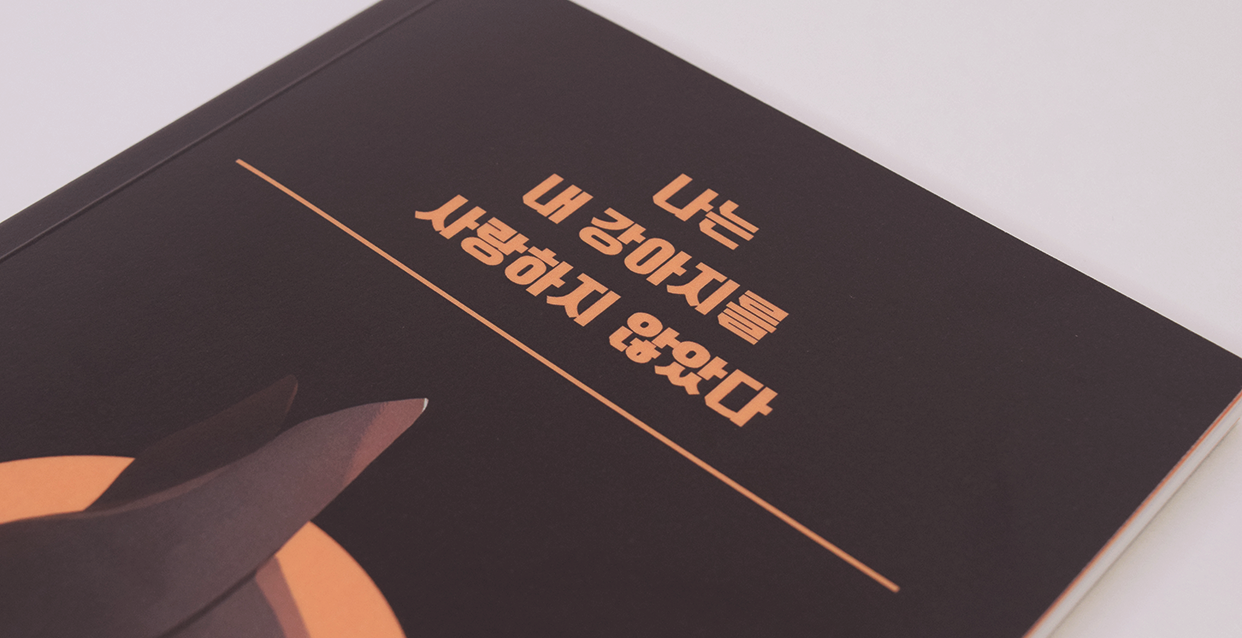 나는
내 강아지를
사랑하지 않았다